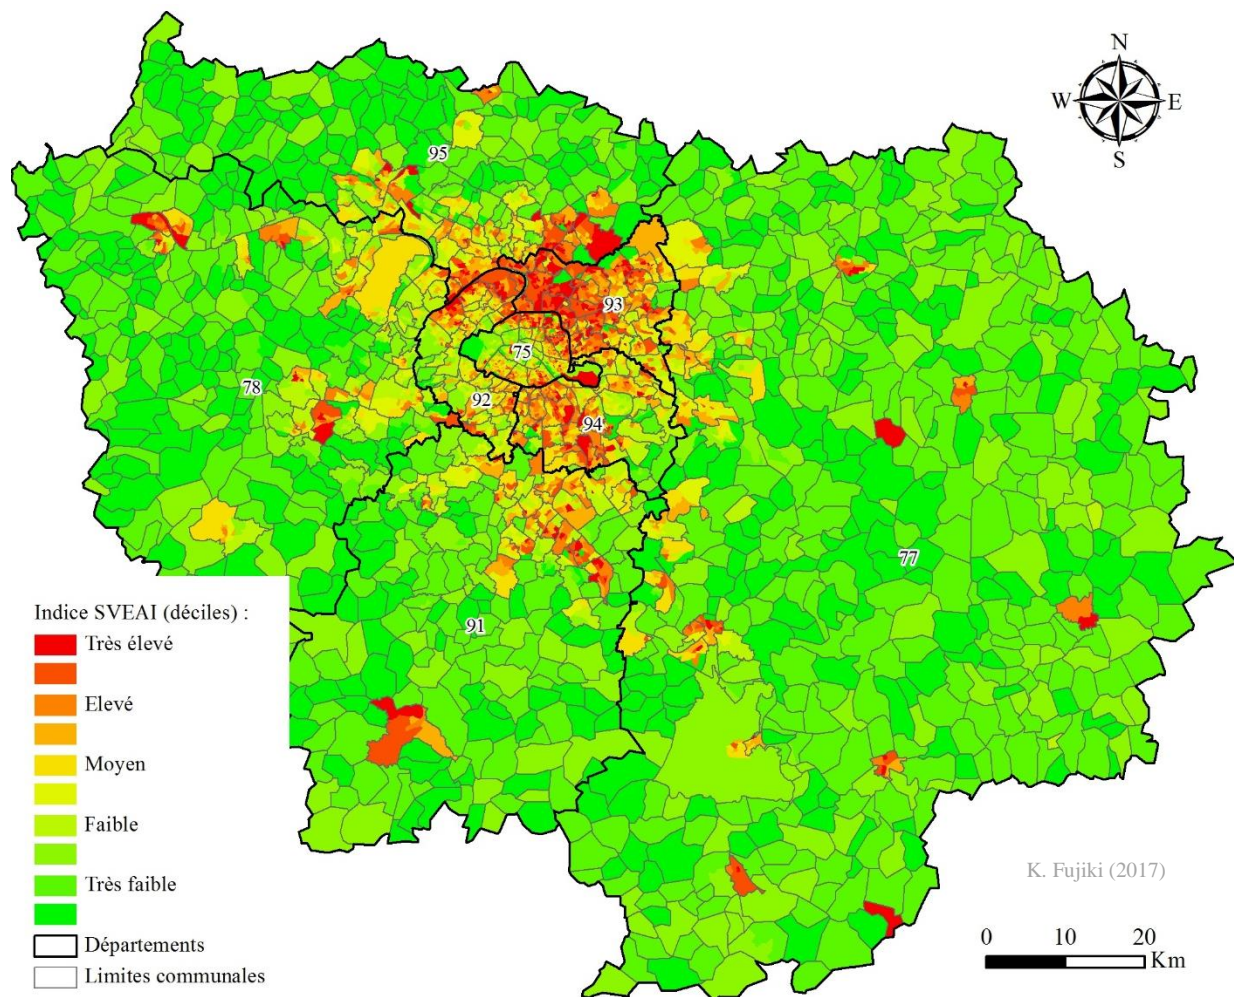 N
W E
S
95
93
75
78
92
94
77
91
Indice SVEAI (déciles) :
Très élevé
Elevé
Moyen
Faible
Très faible
Départements
Limites communales
K. Fujiki (2017)
0 10 20
Km